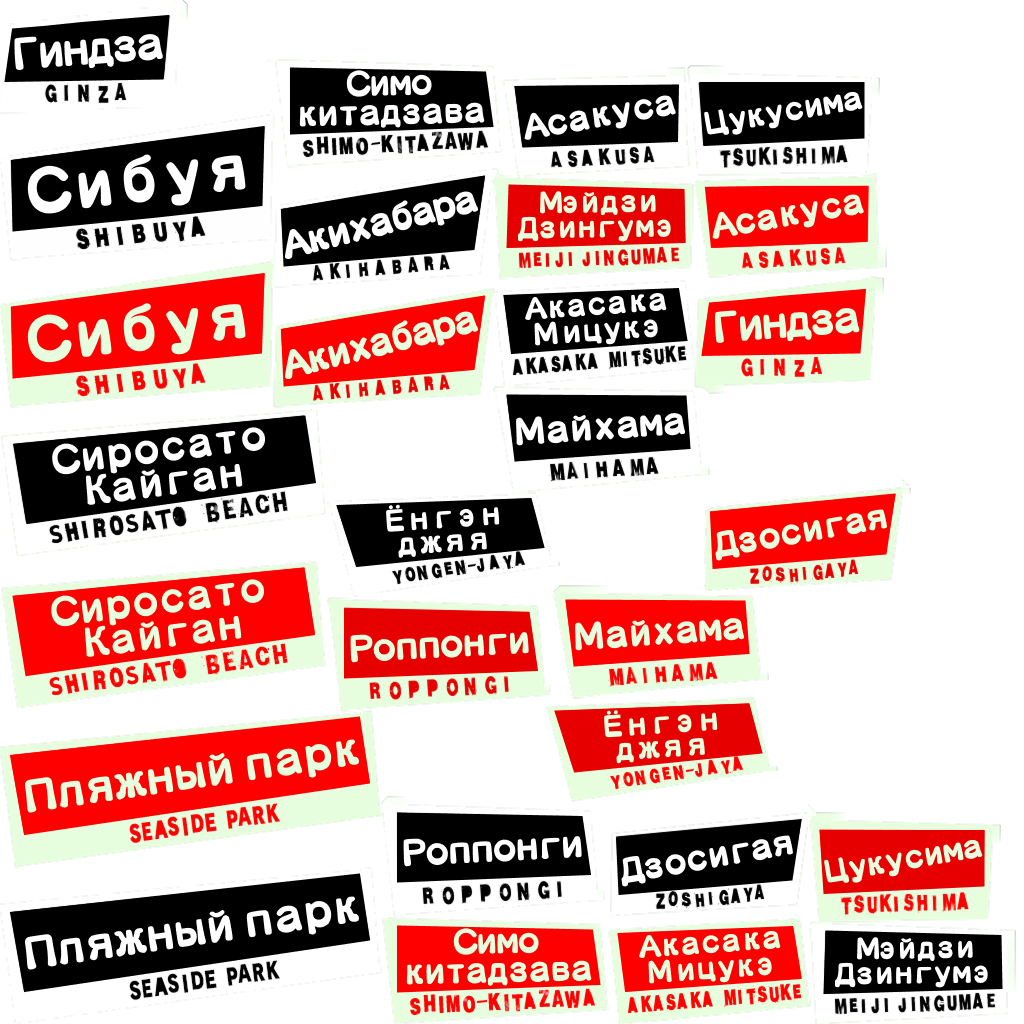 Гиндза
GINZA
Симо
китадзава
SHIMO-KITAZAWA
Асакуса
ASAKUSA
Цукусима
TSUKISHIMA
Сибуя
SHIBUYA
Акихабара
AKIHABARA
Мэйдзи
Дзингумэ
MEIJI JINGUMAE
Асакуса
ASAKUSA
Сибуя
SHIBUYA
Акихабара
AKIHABARA
Акасака
Мицукэ
AKASAKA MITSUKE
Гиндза
GINZA
Сиросато
Кайган
SHIROSATO BEACH
Майхама
MAIHAMA
Ёнгэн
джяя
YONGEN-JAYA
Дзосигая
ZOSHIGAYA
Сиросато
Кайган
SHIROSATO BEACH
Роппонги
ROPPONGI
Майхама
MAIHAMA
Пляжный парк
SEASIDE PARK
Ёнгэн
джяя
YONGEN-JAYA
Роппонги
ROPPONGI
Дзосигая
ZOSHIGAYA
Цукусима
TSUKISHIMA
Пляжный парк
SEASIDE PARK
Симо
китадзава
SHIMO-KITAZAWA
Акасака
Мицукэ
AKASAKA MITSUKE
Мэйдзи
Дзингумэ
MEIJI JINGUMAE